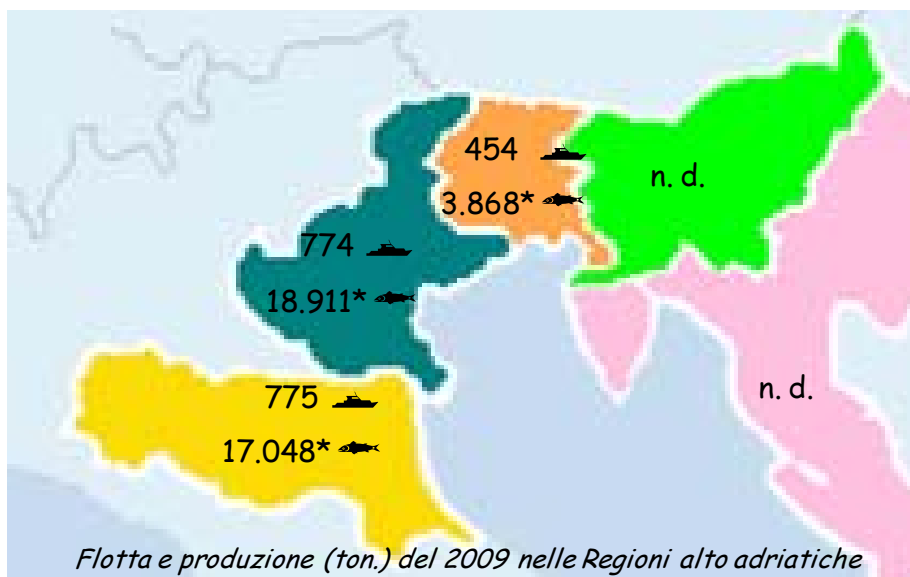 454
3.868*
n. d.
774
18.911*
775
17.048*
n. d.
Flotta e produzione (ton.) del 2009 nelle Regioni alto adriatiche